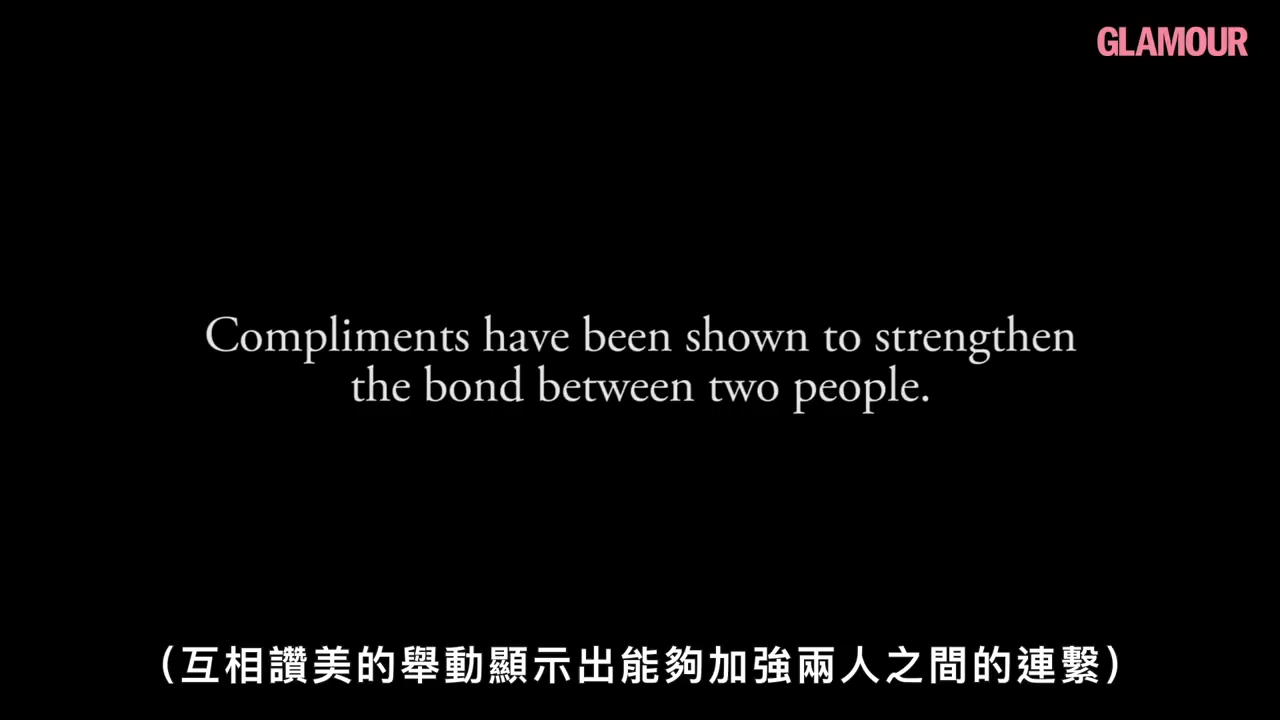 GLAMOUR
Compliments have been shown to strengthen
the bond between two people.
（互相讚美的舉動顯示出能夠加強兩人之間的連繫）